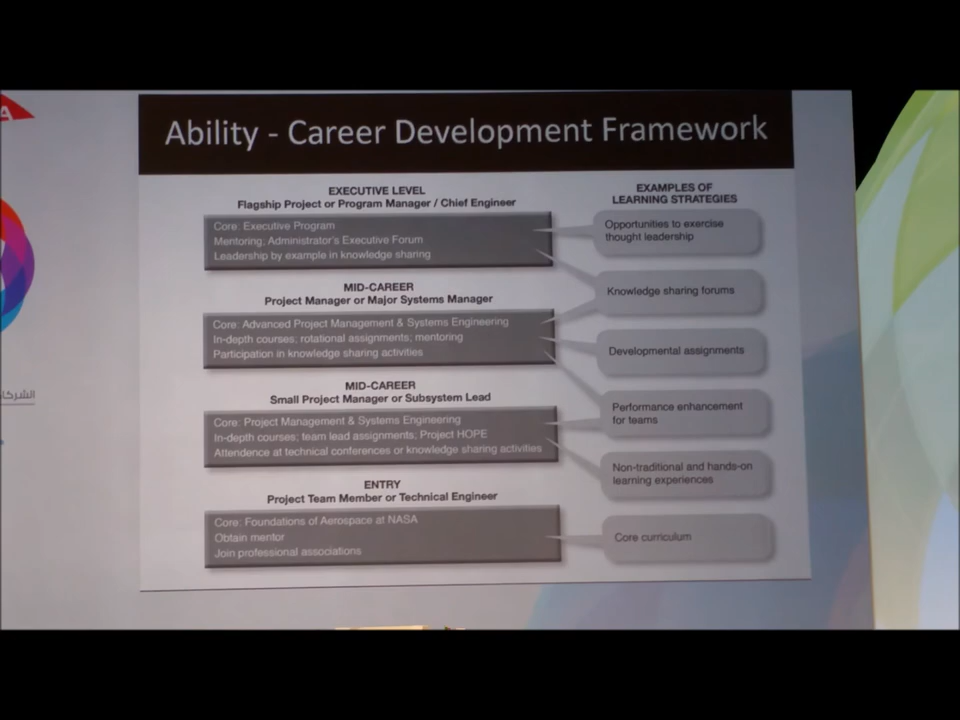 A
Ability - Career Development Framework
EXECUTIVE LEVEL
Flagship Project or Program Manager / Chief Engineer
Core: Executive Program
Mentoring; Administrator's Executive Forum
Leadership by example in knowledge sharing
MID-CAREER
Project Manager or Major Systems Manager
Core: Advanced Project Management & Systems Engineering
In-depth courses; rotational assignments; mentoring
Participation in knowledge sharing activities
MID-CAREER
Small Project Manager or Subsystem Lead
Core: Project Management & Systems Engineering
In-depth courses; team lead assignments; Project HOPE
Attendence at technical conferences or knowledge sharing activities
ENTRY
Project Team Member or Technical Engineer
Core: Foundations of Aerospace at NASA
Obtain mentor
Join professional associations
EXAMPLES OF
LEARNING STRATEGIES
Opportunities to exercise
thought leadership
Knowledge sharing forums
Developmental assignments
Performance enhancement
for teams
Non-traditional and hands-on
learning experiences
Core curriculum